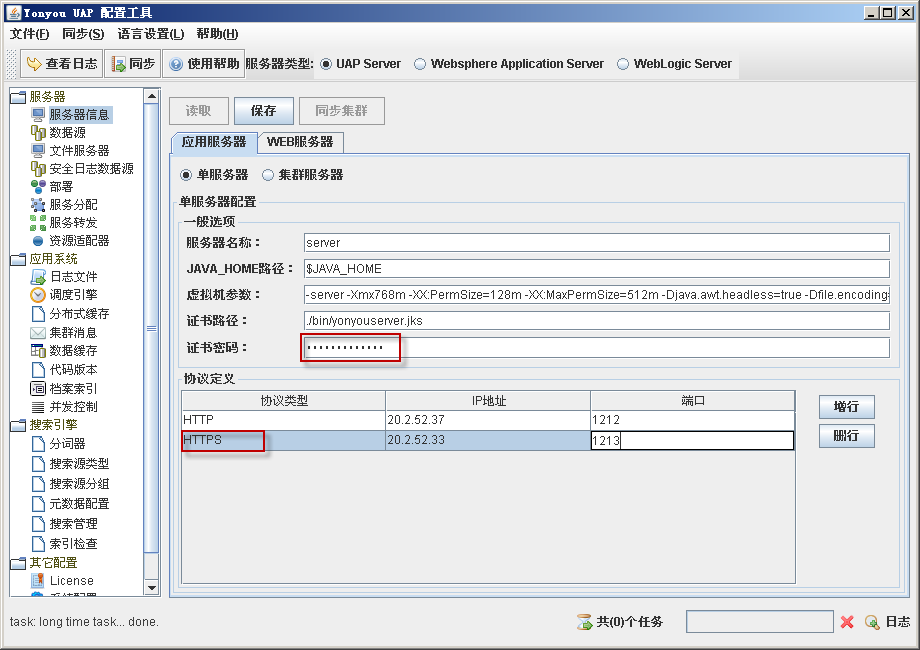 Yonyou UAP 配置工具
文件(F) 同步(S) 语言设置(L) 帮助(H)
查看日志 同步 使用帮助 服务器类型: UAP Server Websphere Application Server WebLogic Server
服务器
服务器信息
数据源
文件服务器
安全日志数据源
部署
服务分配
服务转发
资源适配器
应用系统
日志文件
调度引擎
分布式缓存
集群消息
数据缓存
代码版本
档案索引
并发控制
搜索引擎
分词器
搜索源类型
搜索源分组
元数据配置
搜索管理
索引检查
其它配置
License
读取 保存 同步集群
应用服务器 WEB服务器
单服务器 集群服务器
单服务器配置
一般选项
服务器名称： server
JAVA_HOME路径： $JAVA_HOME
虚拟机参数： -server -Xmx768m -XX:PermSize=128m -XX:MaxPermSize=512m -Djava.awt.headless=true -Dfile.encoding=
证书路径： ./bin/yonyouserver.jks
证书密码： •••••••••••••
协议定义
协议类型 IP地址 端口
HTTP 20.2.52.37 1212
HTTPS 20.2.52.33 1213
增行
删行
task: long time task... done. 共(0)个任务 日志